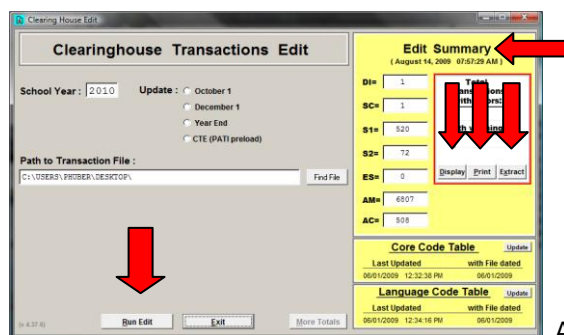 Clearing House Edit
Clearinghouse Transactions Edit
School Year : 2010
Update :
October 1
December 1
Year End
CTE (PATI preload)
Path to Transaction File :
C:\USERS\PHUBER\DESKTOP\
Find File
Run Edit
Exit
More Totals
Edit Summary
( August 14, 2009 07:57:29 AM )
DI= 1
SC= 1
S1= 520
S2= 72
ES= 0
AM= 6807
AC= 508
Total
Display Print Extract
Core Code Table Update
Last Updated with File dated
06/01/2009 12:32:38 PM 06/01/2009
Language Code Table Update
Last Updated with File dated
06/01/2009 12:34:16 PM 06/01/2009